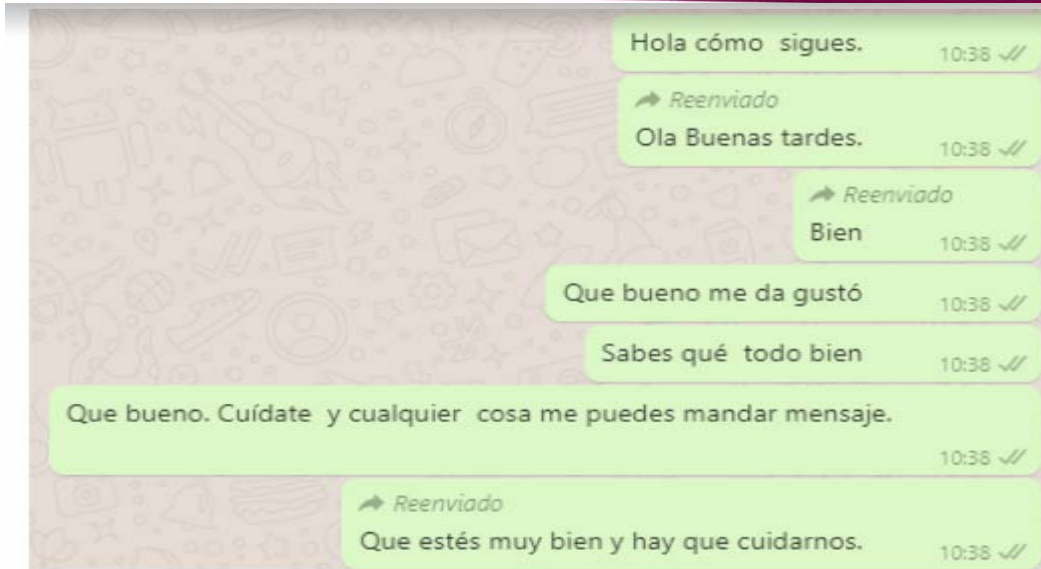 Hola cómo sigues.
10:38
Reenviado
Ola Buenas tardes.
10:38
Reenviado
Bien
10:38
Que bueno me da gustó
10:38
Sabes qué todo bien
10:38
Que bueno. Cuídate y cualquier cosa me puedes mandar mensaje.
10:38
Reenviado
Que estés muy bien y hay que cuidarnos.
10:38